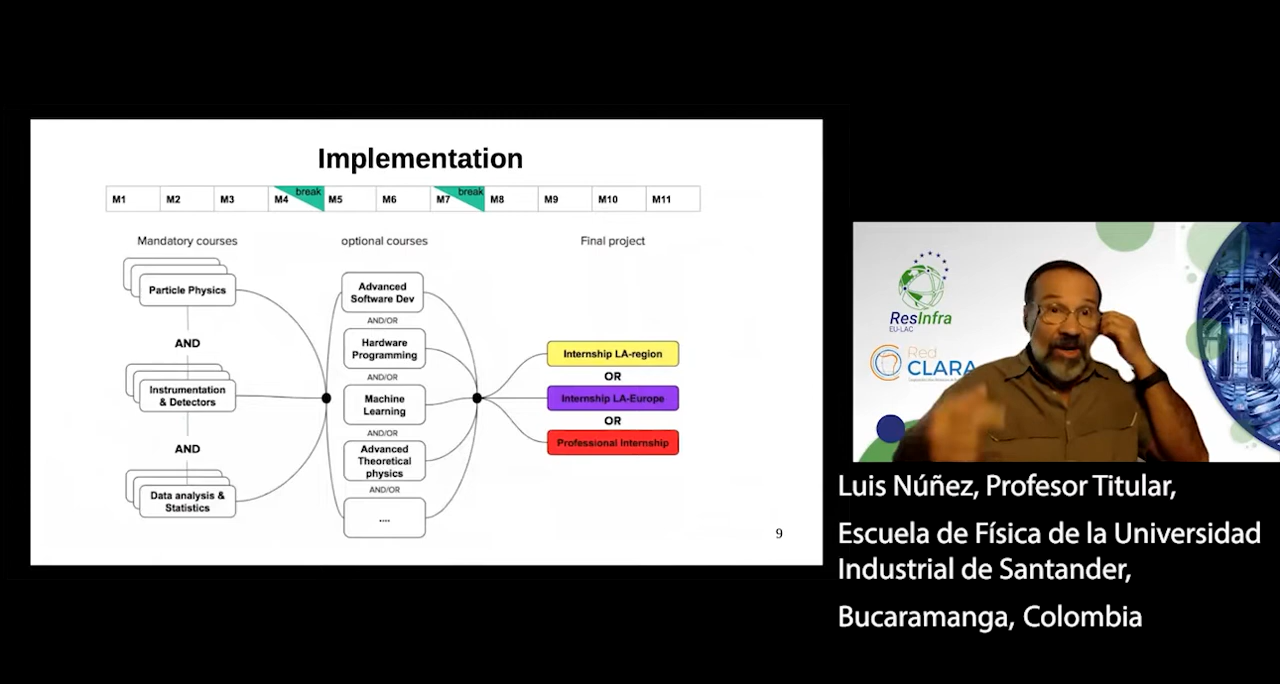 Implementation
M1 M2 M3 M4 break M5 M6 M7 break M8 M9 M10 M11
Mandatory courses
Particle Physics
AND
Instrumentation
& Detectors
AND
Data analysis &
Statistics
optional courses
Advanced
Software Dev
AND/OR
Hardware
Programming
AND/OR
Machine
Learning
AND/OR
Advanced
Theoretical
physics
AND/OR
....
Final project
Internship LA-region
OR
Internship LA-Europe
OR
Professional Internship
9
ResInfra
EU-LAC
Red
CLARA
Luis Núñez, Profesor Titular,
Escuela de Física de la Universidad
Industrial de Santander,
Bucaramanga, Colombia